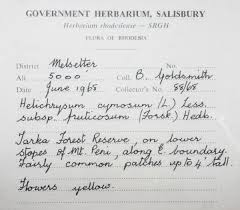 GOVERNMENT HERBARIUM, SALISBURY
Herbarium rhodesiense - SRGH
FLORA OF RHODESIA
District Melsetter
Alt. 5000 Coll. B. Goldsmith
Date June 1965 Collector's No. 55/65
Helichrysum cymosum (L) Less.
subsp. fruticosum (Forsk.) Hedb.
Tarka Forest Reserve, on lower
slopes of Mt. Peni, along E. boundary.
Fairly common patches up to 4' tall.
Flowers yellow.